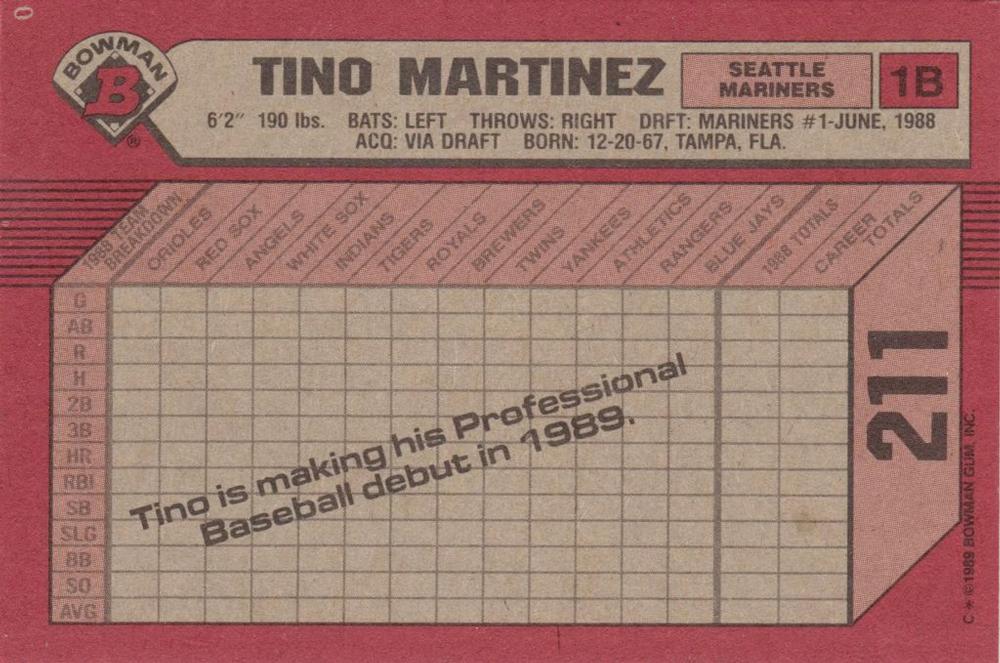 0
BOWMAN
B
®
TINO MARTINEZ
SEATTLE
MARINERS
1B
6'2" 190 lbs. BATS: LEFT THROWS: RIGHT DRFT: MARINERS #1-JUNE, 1988
ACQ: VIA DRAFT BORN: 12-20-67, TAMPA, FLA.
1988 TEAM
BREAKDOWN
ORIOLES
RED SOX
ANGELS
WHITE SOX
INDIANS
TIGERS
ROYALS
BREWERS
TWINS
YANKEES
ATHLETICS
RANGERS
BLUE JAYS
1988 TOTALS
CAREER
TOTALS
G
AB
R
H
2B
3B
HR
RBI
SB
SLG
BB
SO
AVG
Tino is making his Professional
Baseball debut in 1989.
211
C* ©1989 BOWMAN GUM, INC.